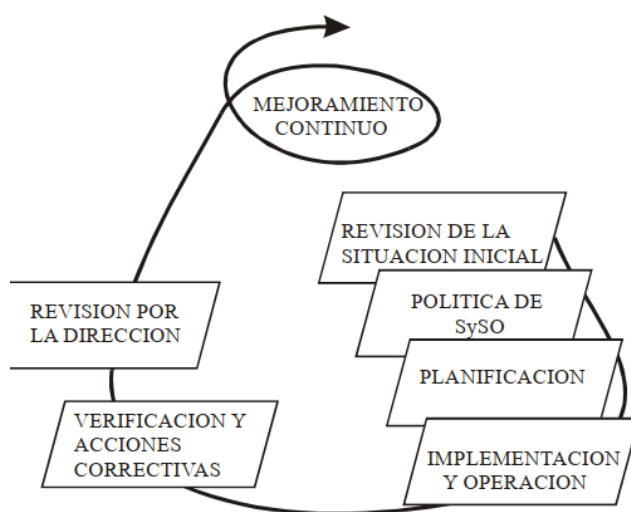 MEJORAMIENTO
CONTINUO
REVISION DE LA
SITUACION INICIAL
POLITICA DE
SySO
PLANIFICACION
IMPLEMENTACION
Y OPERACION
VERIFICACION Y
ACCIONES
CORRECTIVAS
REVISION POR
LA DIRECCION